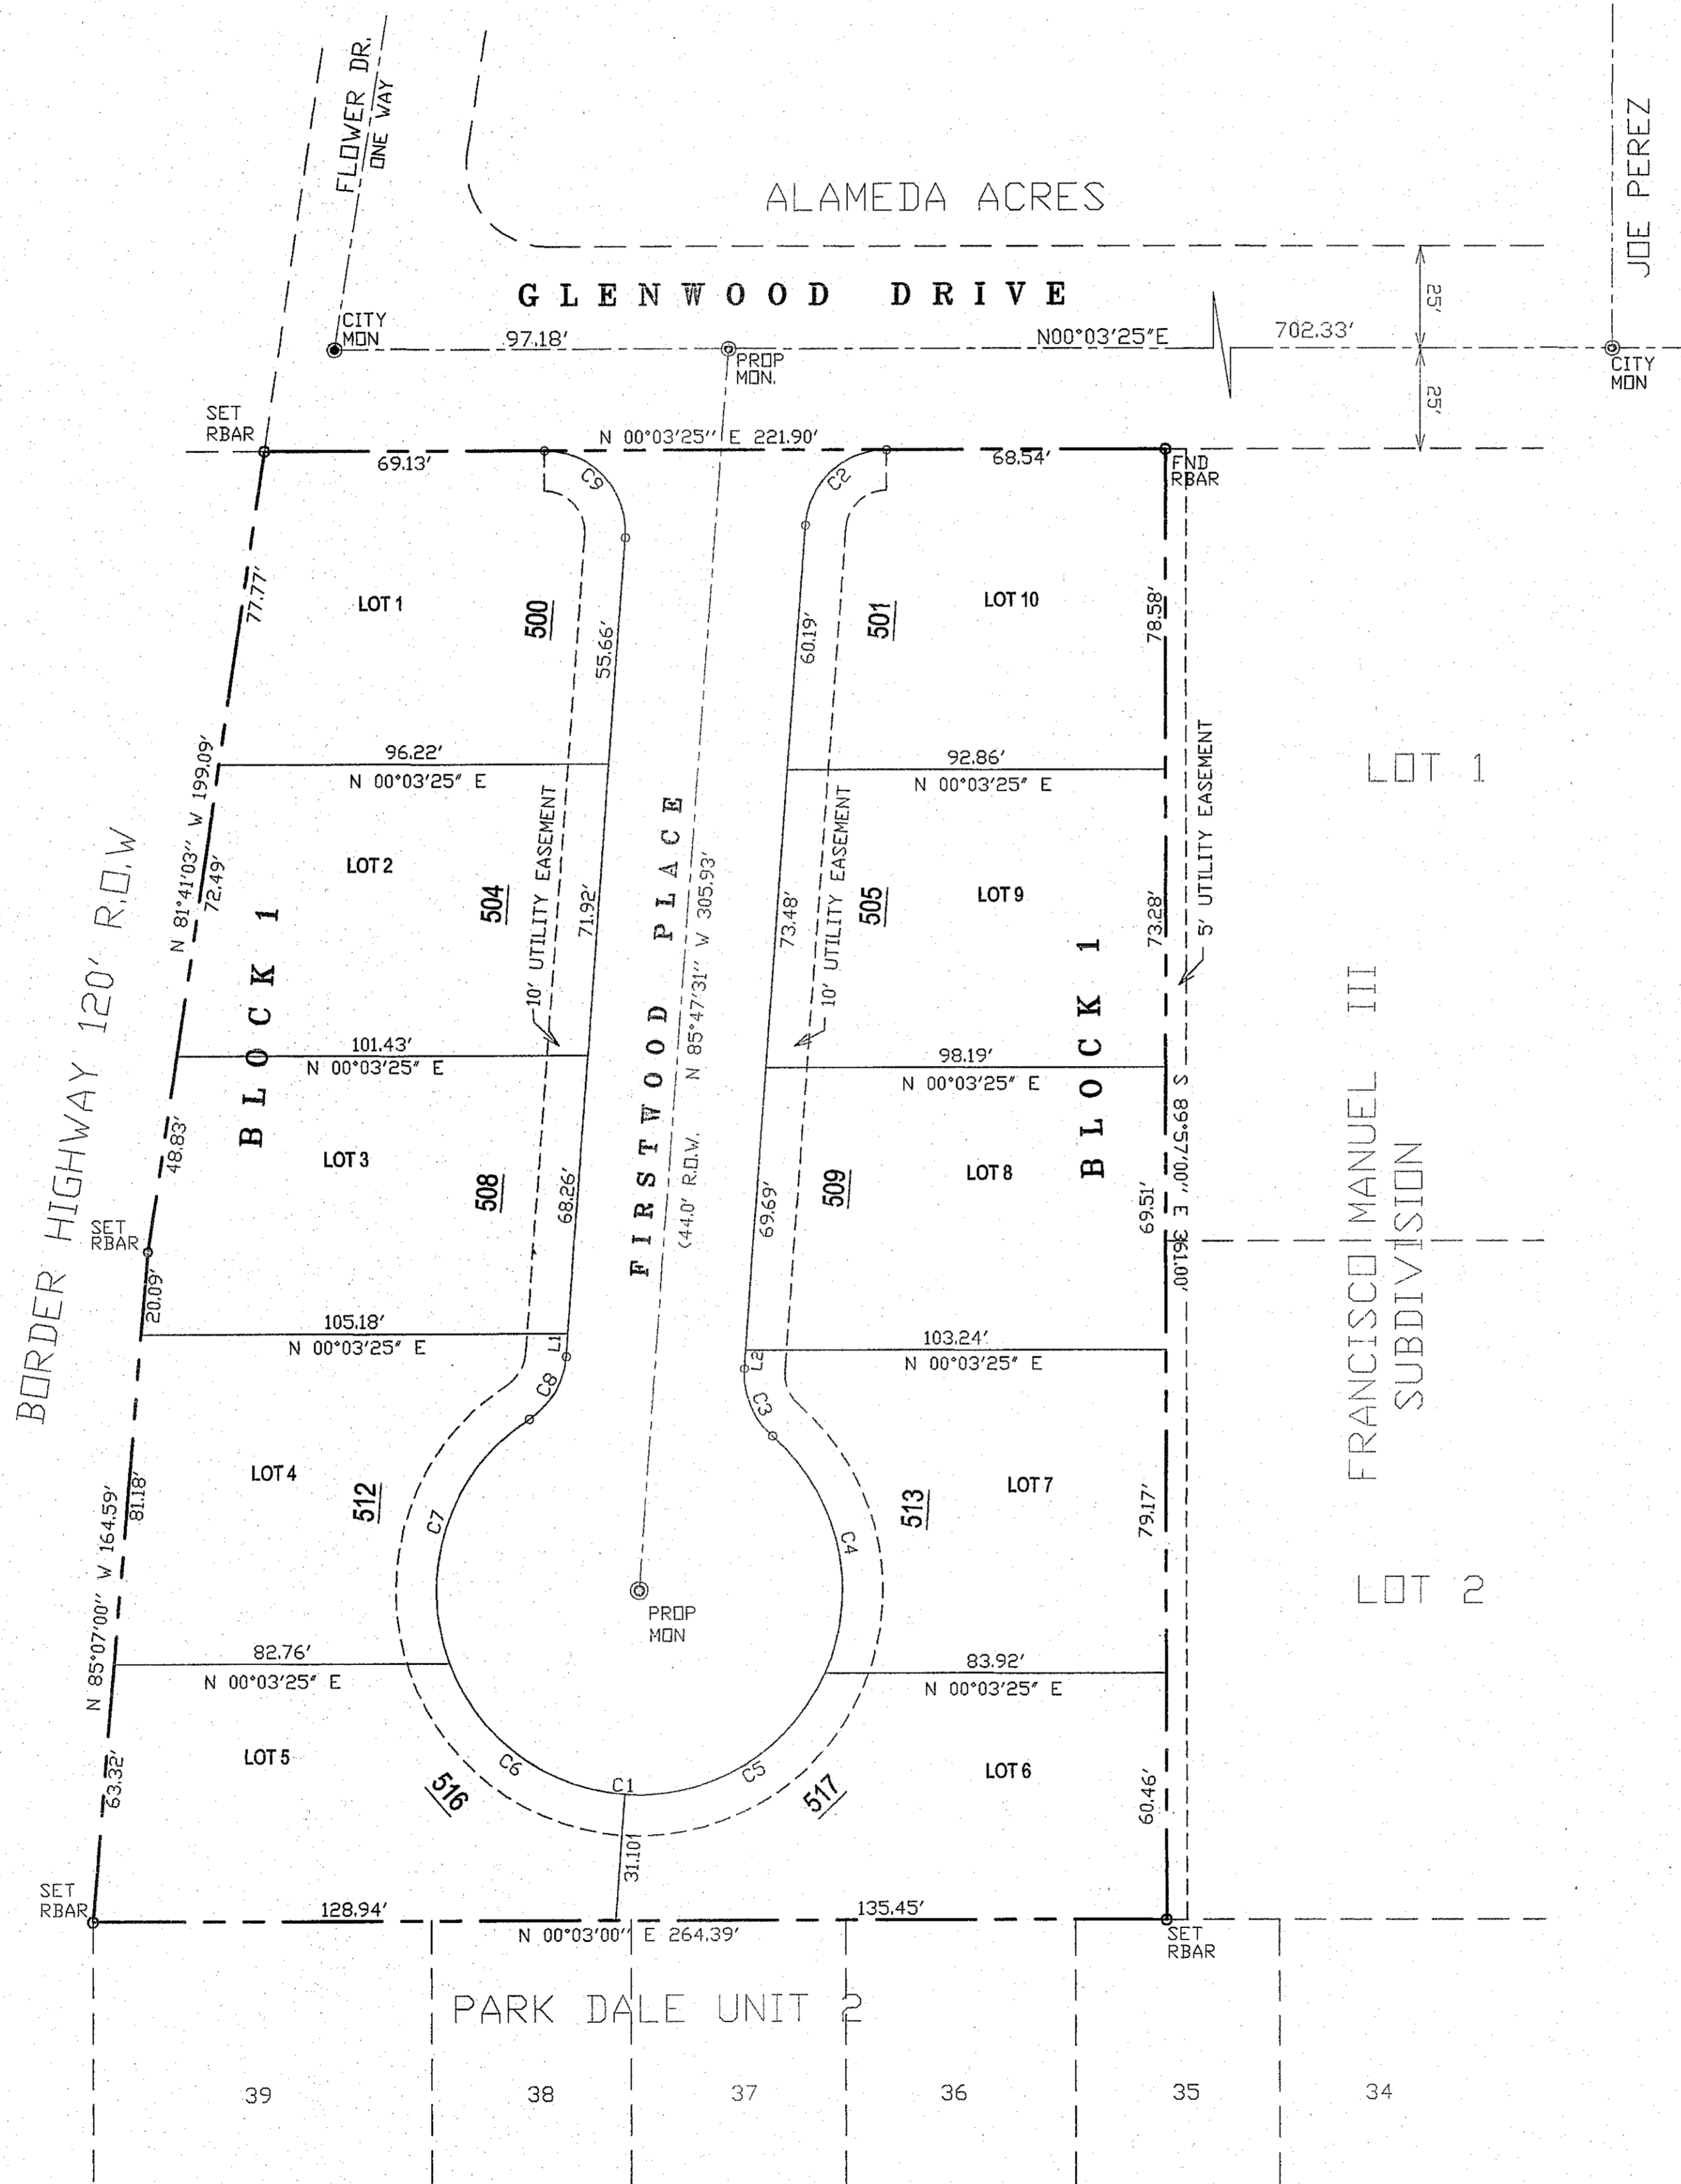 FLOWER DR.
ONE WAY
JOE PEREZ
ALAMEDA ACRES
GLENWOOD DRIVE
25'
25'
CITY
MON
97.18'
PROP
MON.
N00°03'25"E
702.33'
CITY
MON
SET
RBAR
N 00°03'25" E 221.90'
69.13'
68.54'
FND
RBAR
C9
C2
77.77'
LOT 1
500
55.66'
60.19'
501
LOT 10
78.58'
96.22'
N 00°03'25" E
92.86'
N 00°03'25" E
LOT 1
5' UTILITY EASEMENT
N 81°41'03" W 199.09'
72.49'
LOT 2
504
10' UTILITY EASEMENT
71.92'
FIRSTWOOD PLACE
(44.0' R.O.W. N 85°47'31" W 305.93'
73.48'
10' UTILITY EASEMENT
505
LOT 9
73.28'
BORDER HIGHWAY 120' R.O.W
BLOCK 1
BLOCK 1
101.43'
N 00°03'25" E
98.19'
N 00°03'25" E
S 89°57'00" E 361.00'
FRANCISCO MANUEL III
SUBDIVISION
48.83'
LOT 3
508
68.26'
69.69'
509
LOT 8
69.51'
SET
RBAR
20.09'
105.18'
N 00°03'25" E
L1
L2
103.24'
N 00°03'25" E
C8
C3
N 85°07'00" W 164.59'
81.18'
LOT 4
512
C7
C4
513
LOT 7
79.17'
LOT 2
PROP
MON
82.76'
N 00°03'25" E
83.92'
N 00°03'25" E
63.32'
LOT 5
516
C6
C1
C5
517
LOT 6
60.46'
31.101
SET
RBAR
128.94'
135.45'
N 00°03'00" E 264.39'
SET
RBAR
PARK DALE UNIT 2
39
38
37
36
35
34